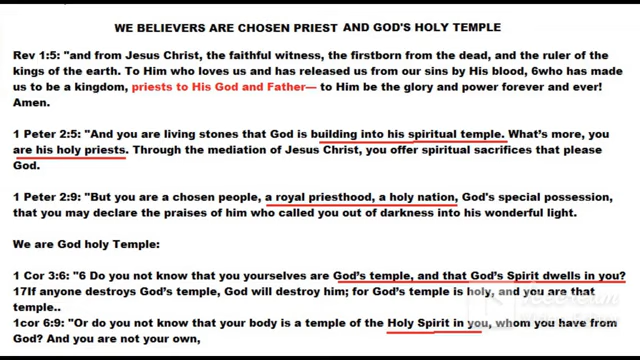 WE BELIEVERS ARE CHOSEN PRIEST AND GOD'S HOLY TEMPLE
Rev 1:5: "and from Jesus Christ, the faithful witness, the firstborn from the dead, and the ruler of the
kings of the earth. To Him who loves us and has released us from our sins by His blood, 6who has made
us to be a kingdom, priests to His God and Father— to Him be the glory and power forever and ever!
Amen.
1 Peter 2:5: "And you are living stones that God is building into his spiritual temple. What's more, you
are his holy priests. Through the mediation of Jesus Christ, you offer spiritual sacrifices that please
God.
1 Peter 2:9: "But you are a chosen people, a royal priesthood, a holy nation, God's special possession,
that you may declare the praises of him who called you out of darkness into his wonderful light.
We are God holy Temple:
1 Cor 3:6: "6 Do you not know that you yourselves are God's temple, and that God's Spirit dwells in you?
17If anyone destroys God's temple, God will destroy him; for God's temple is holy, and you are that
temple..
1cor 6:9: "Or do you not know that your body is a temple of the Holy Spirit in you, whom you have from
God? And you are not your own,